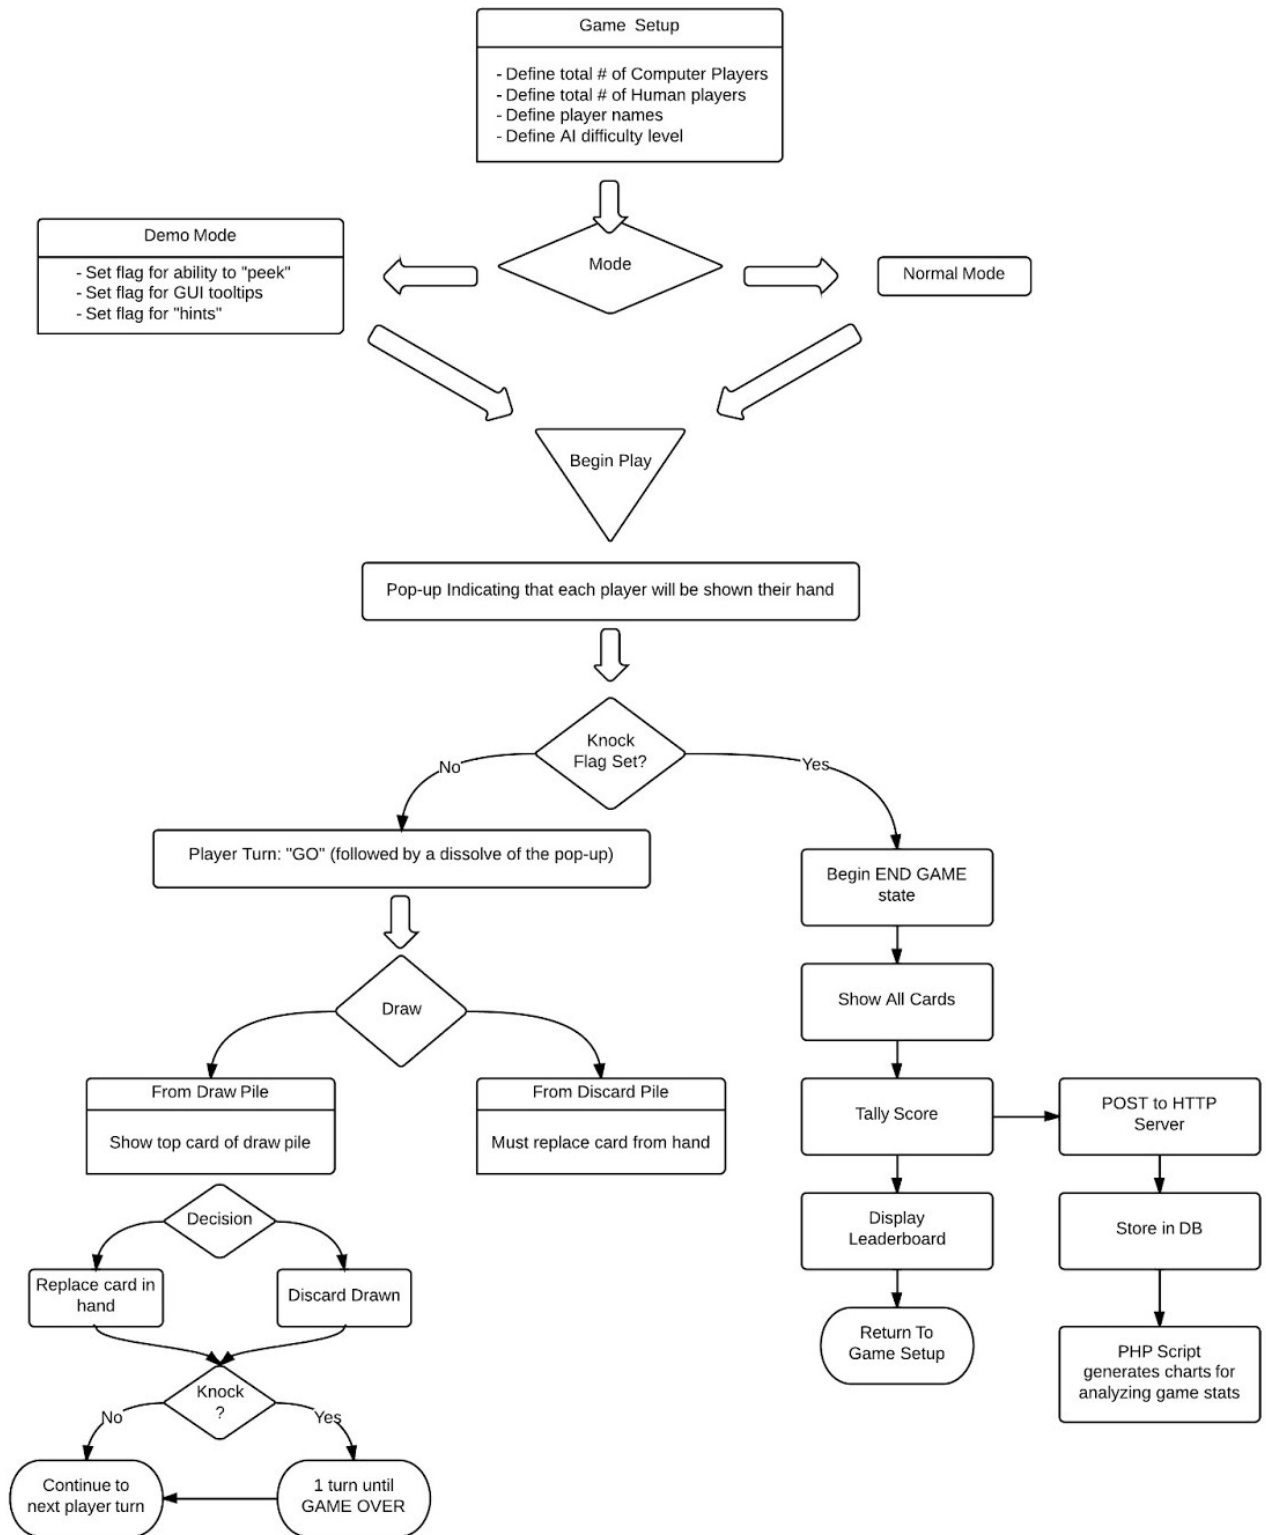 Game  Setup
- Define total # of Computer Players
- Define total # of Human players
- Define player names
- Define AI difficulty level
Demo Mode
- Set flag for ability to "peek"
- Set flag for GUI tooltips
- Set flag for "hints"
Mode
Normal Mode
Begin Play
Pop-up Indicating that each player will be shown their hand
Knock
Flag Set?
No
Yes
Player Turn: "GO" (followed by a dissolve of the pop-up)
Begin END GAME
state
Show All Cards
Draw
From Draw Pile
Show top card of draw pile
From Discard Pile
Must replace card from hand
Tally Score
POST to HTTP
Server
Decision
Display
Leaderboard
Store in DB
Replace card in
hand
Discard Drawn
Return To
Game Setup
PHP Script
generates charts for
analyzing game stats
Knock
?
No
Yes
Continue to
next player turn
1 turn until
GAME OVER